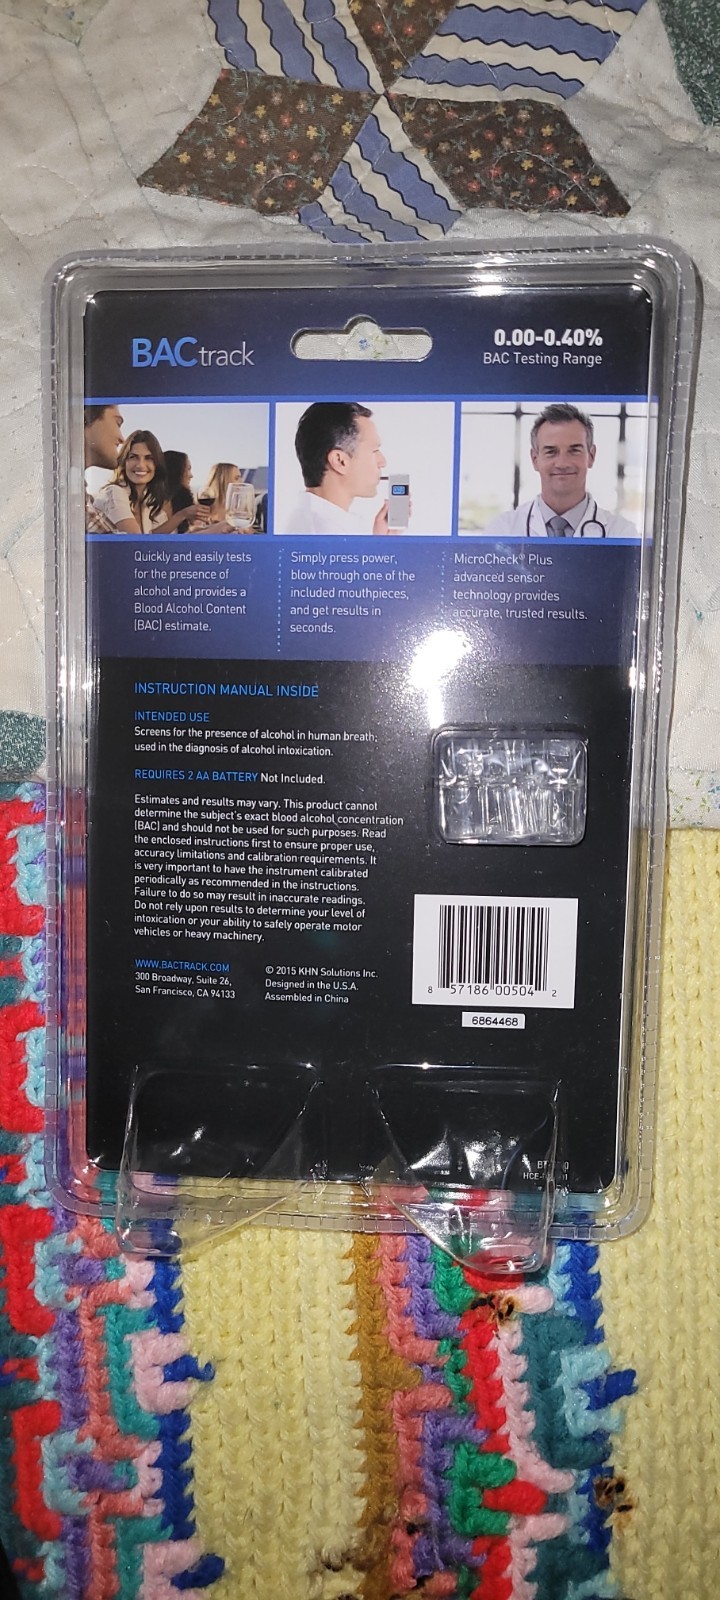 BACtrack
0.00-0.40%
BAC Testing Range
Quickly and easily tests
for the presence of
alcohol and provides a
Blood Alcohol Content
(BAC) estimate.
Simply press power,
blow through one of the
included mouthpieces,
and get results in
seconds.
MicroCheck® Plus
advanced sensor
technology provides
accurate, trusted results.
INSTRUCTION MANUAL INSIDE
INTENDED USE
Screens for the presence of alcohol in human breath;
used in the diagnosis of alcohol intoxication.
REQUIRES 2 AA BATTERY Not Included.
Estimates and results may vary. This product cannot
determine the subject's exact blood alcohol concentration
(BAC) and should not be used for such purposes. Read
the enclosed instructions first to ensure proper use,
accuracy limitations and calibration requirements. It
is very important to have the instrument calibrated
periodically as recommended in the instructions.
Failure to do so may result in inaccurate readings.
Do not rely upon results to determine your level of
intoxication or your ability to safely operate motor
vehicles or heavy machinery.
WWW.BACTRACK.COM
300 Broadway, Suite 26,
San Francisco, CA 94133
© 2015 KHN Solutions Inc.
Designed in the U.S.A.
Assembled in China
8 57186 00504 2
6864468